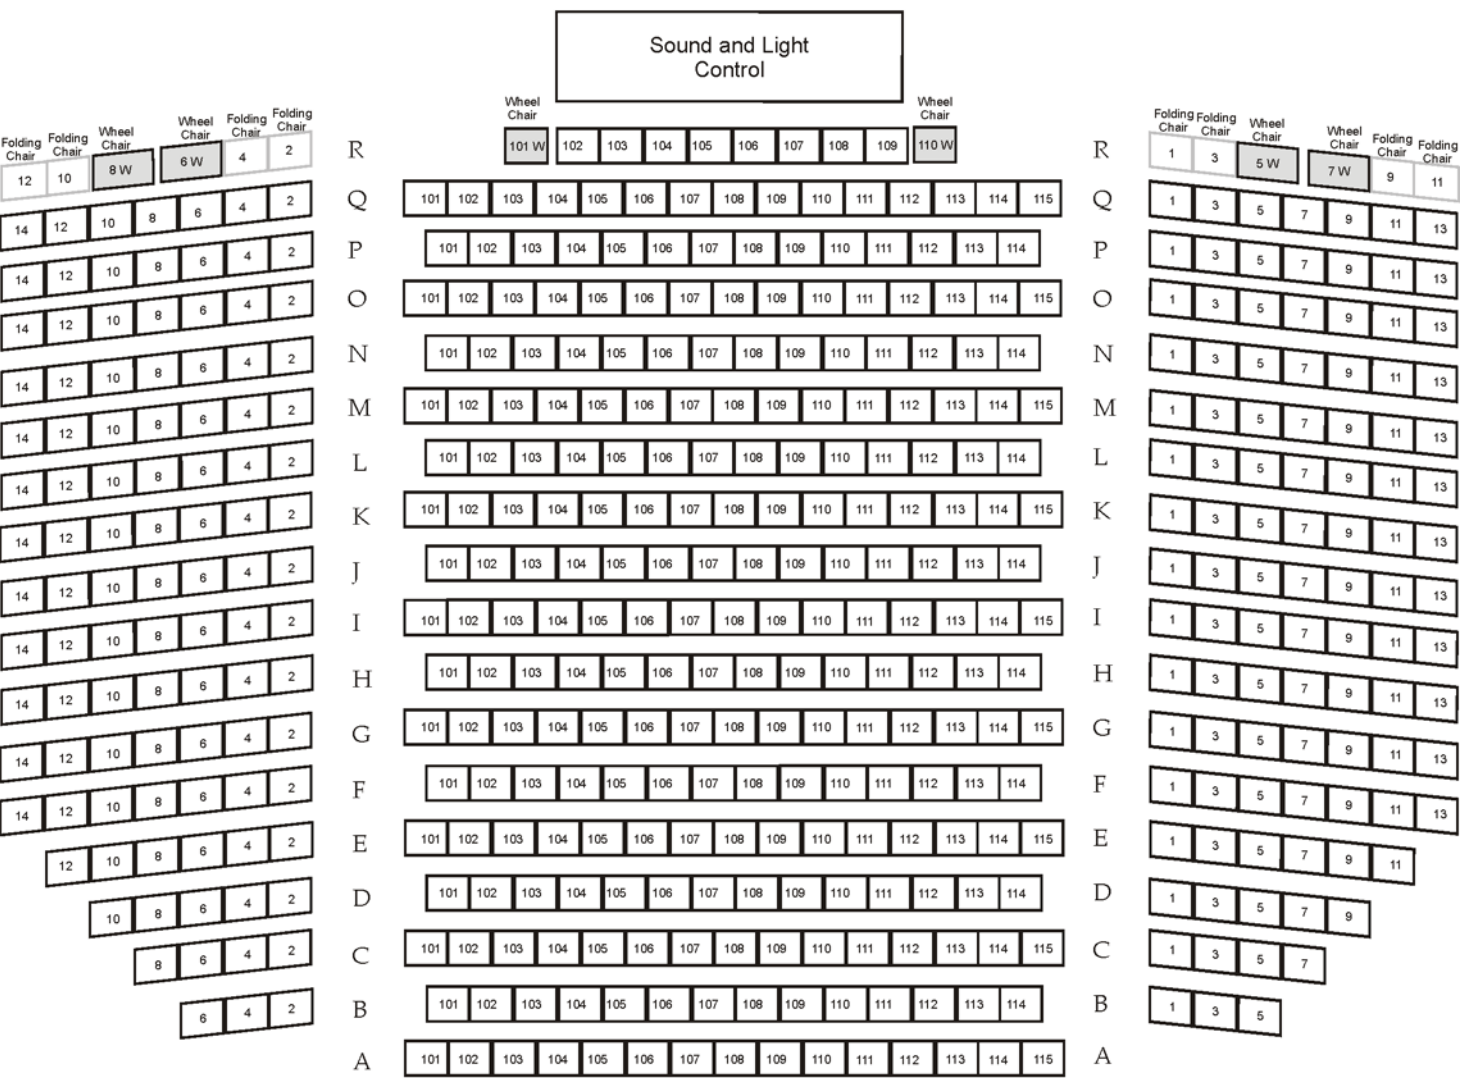 Sound and Light
Control
Folding Chair Folding Chair Wheel Chair Wheel Chair Folding Chair Folding Chair Wheel Chair Wheel Chair Folding Chair Folding Chair Wheel Chair Wheel Chair Folding Chair Folding Chair
12 10 8 W 6 W 4 2 R 101 W 102 103 104 105 106 107 108 109 110 W R 1 3 5 W 7 W 9 11
14 12 10 8 6 4 2 Q 101 102 103 104 105 106 107 108 109 110 111 112 113 114 115 Q 1 3 5 7 9 11 13
14 12 10 8 6 4 2 P 101 102 103 104 105 106 107 108 109 110 111 112 113 114 P 1 3 5 7 9 11 13
14 12 10 8 6 4 2 O 101 102 103 104 105 106 107 108 109 110 111 112 113 114 115 O 1 3 5 7 9 11 13
14 12 10 8 6 4 2 N 101 102 103 104 105 106 107 108 109 110 111 112 113 114 N 1 3 5 7 9 11 13
14 12 10 8 6 4 2 M 101 102 103 104 105 106 107 108 109 110 111 112 113 114 115 M 1 3 5 7 9 11 13
14 12 10 8 6 4 2 L 101 102 103 104 105 106 107 108 109 110 111 112 113 114 L 1 3 5 7 9 11 13
14 12 10 8 6 4 2 K 101 102 103 104 105 106 107 108 109 110 111 112 113 114 115 K 1 3 5 7 9 11 13
14 12 10 8 6 4 2 J 101 102 103 104 105 106 107 108 109 110 111 112 113 114 J 1 3 5 7 9 11 13
14 12 10 8 6 4 2 I 101 102 103 104 105 106 107 108 109 110 111 112 113 114 115 I 1 3 5 7 9 11 13
14 12 10 8 6 4 2 H 101 102 103 104 105 106 107 108 109 110 111 112 113 114 H 1 3 5 7 9 11 13
14 12 10 8 6 4 2 G 101 102 103 104 105 106 107 108 109 110 111 112 113 114 115 G 1 3 5 7 9 11 13
14 12 10 8 6 4 2 F 101 102 103 104 105 106 107 108 109 110 111 112 113 114 F 1 3 5 7 9 11 13
12 10 8 6 4 2 E 101 102 103 104 105 106 107 108 109 110 111 112 113 114 115 E 1 3 5 7 9 11
10 8 6 4 2 D 101 102 103 104 105 106 107 108 109 110 111 112 113 114 D 1 3 5 7 9
8 6 4 2 C 101 102 103 104 105 106 107 108 109 110 111 112 113 114 115 C 1 3 5 7
6 4 2 B 101 102 103 104 105 106 107 108 109 110 111 112 113 114 B 1 3 5
A 101 102 103 104 105 106 107 108 109 110 111 112 113 114 115 A